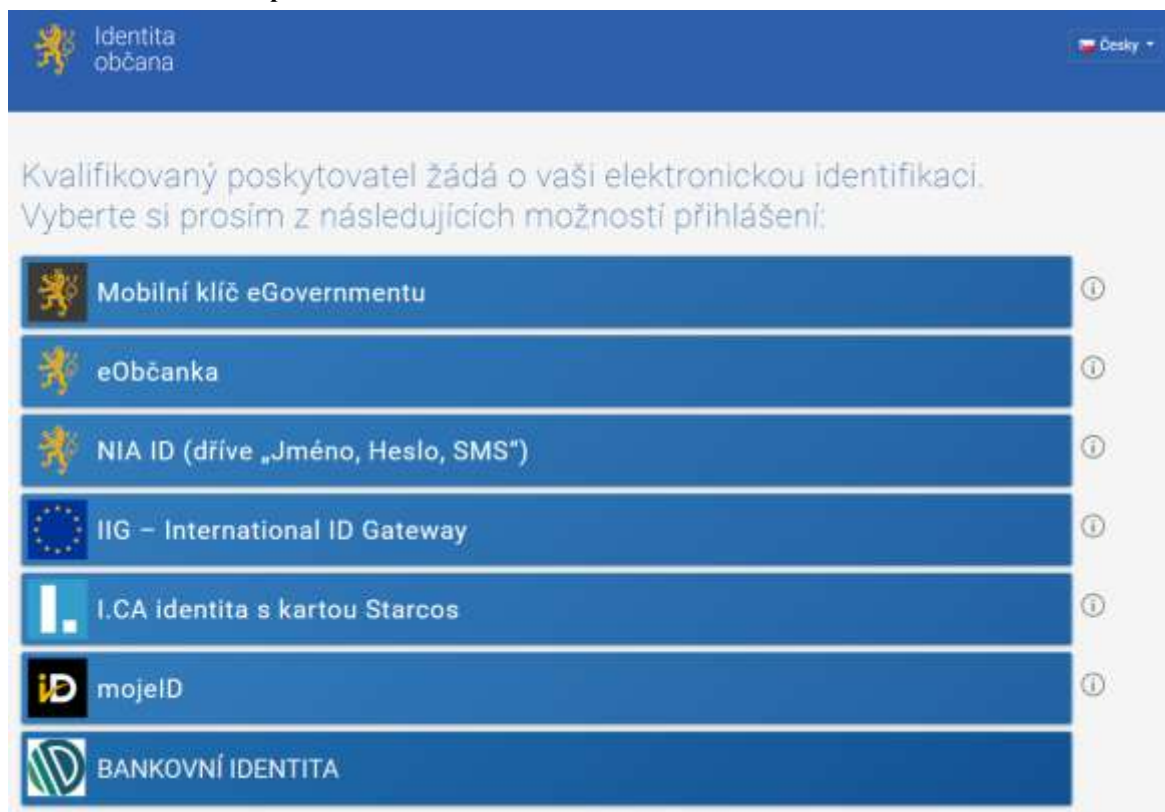 Identita
občana
Česky
Kvalifikovaný poskytovatel žádá o vaši elektronickou identifikaci.
Vyberte si prosím z následujících možností přihlášení:
Mobilní klíč eGovernmentu
eObčanka
NIA ID (dříve „Jméno, Heslo, SMS“)
IIG – International ID Gateway
I.CA identita s kartou Starcos
mojeID
BANKOVNÍ IDENTITA